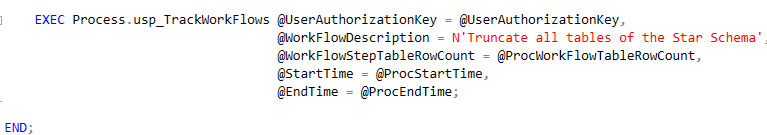 EXEC Process.usp_TrackWorkFlows @UserAuthorizationKey = @UserAuthorizationKey,
@WorkFlowDescription = N'Truncate all tables of the Star Schema',
@WorkFlowStepTableRowCount = @ProcWorkFlowTableRowCount,
@StartTime = @ProcStartTime,
@EndTime = @ProcEndTime;
END;